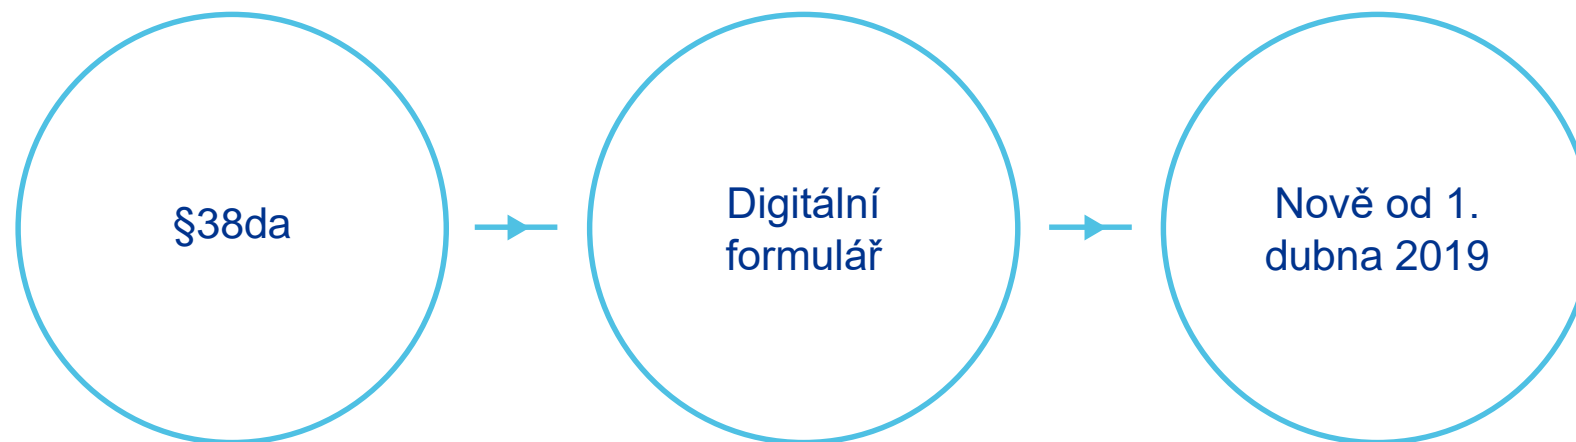 §38da
Digitální
formulář
Nově od 1.
dubna 2019